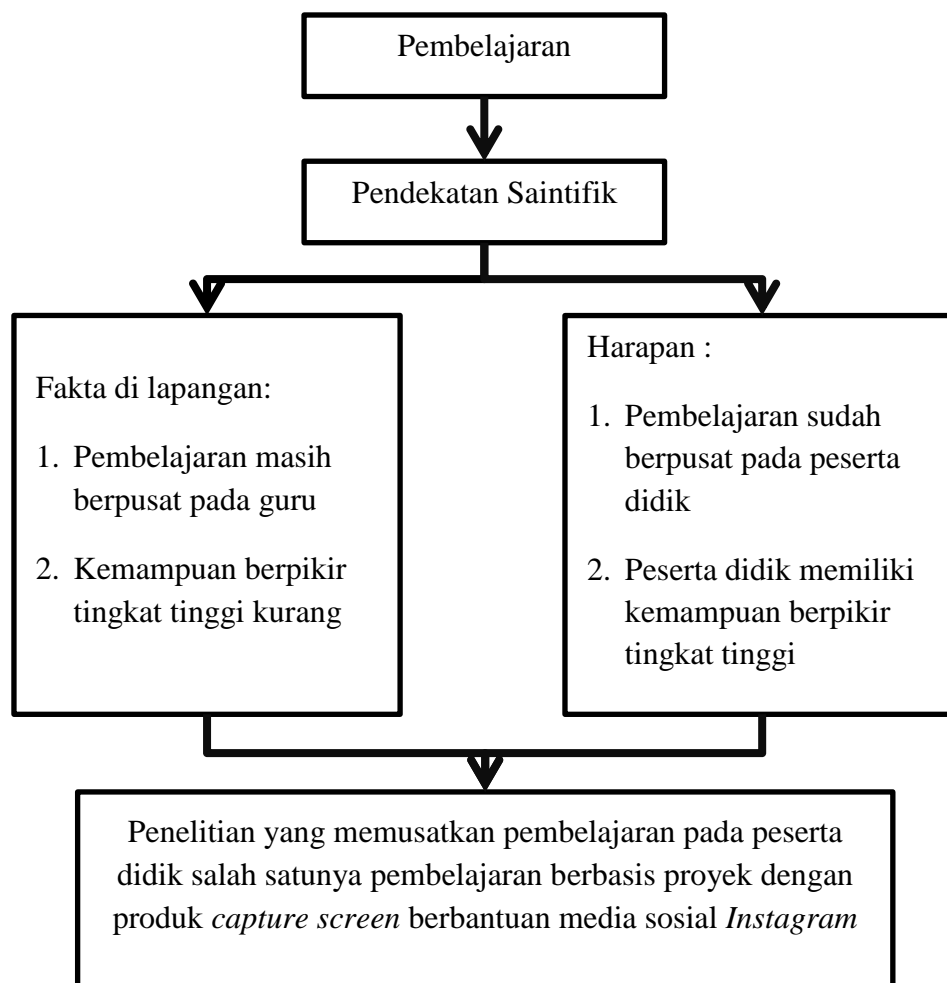 Pembelajaran
Pendekatan Saintifik
Fakta di lapangan:
1. Pembelajaran masih
berpusat pada guru
2. Kemampuan berpikir
tingkat tinggi kurang
Harapan :
1. Pembelajaran sudah
berpusat pada peserta
didik
2. Peserta didik memiliki
kemampuan berpikir
tingkat tinggi
Penelitian yang memusatkan pembelajaran pada peserta
didik salah satunya pembelajaran berbasis proyek dengan
produk capture screen berbantuan media sosial Instagram